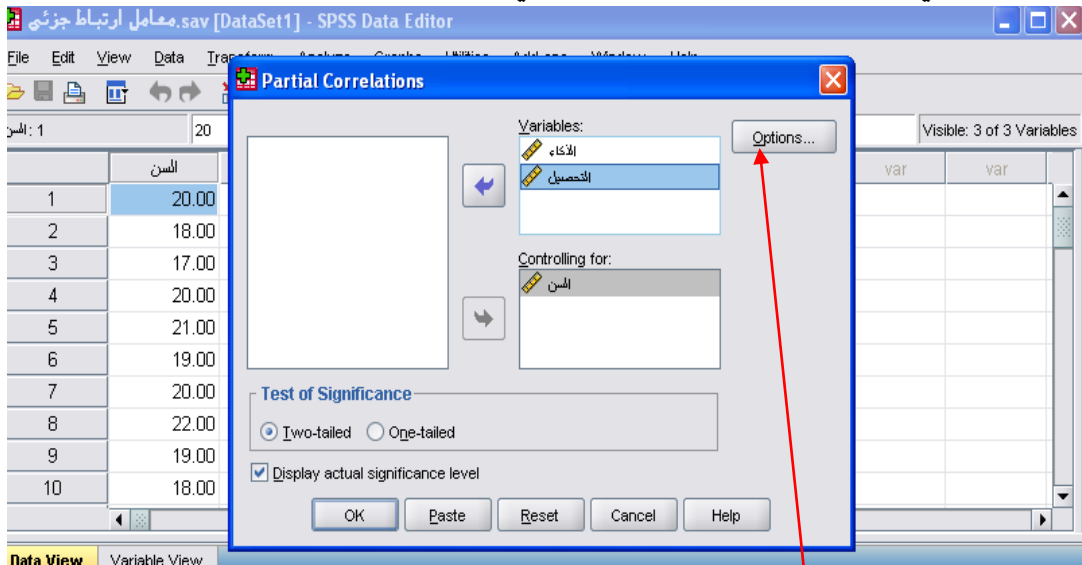 معامل ارتباط جزئي.sav [DataSet1] - SPSS Data Editor
File Edit View Data
Partial Correlations
1 : السن
20
Visible: 3 of 3 Variables
السن
var var
1 20.00
2 18.00
3 17.00
4 20.00
5 21.00
6 19.00
7 20.00
8 22.00
9 19.00
10 18.00
Variables:
الذكاء
التحصيل
Options...
Controlling for:
السن
Test of Significance
Two-tailed One-tailed
Display actual significance level
OK Paste Reset Cancel Help
Data View Variable View